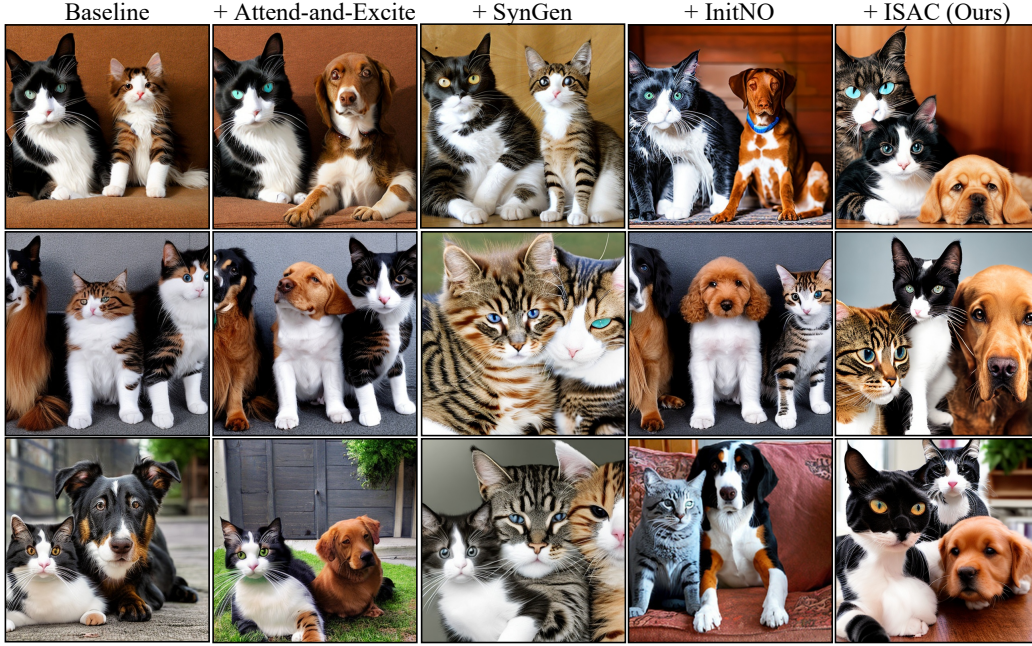 Baseline + Attend-and-Excite + SynGen + InitNO + ISAC (Ours)